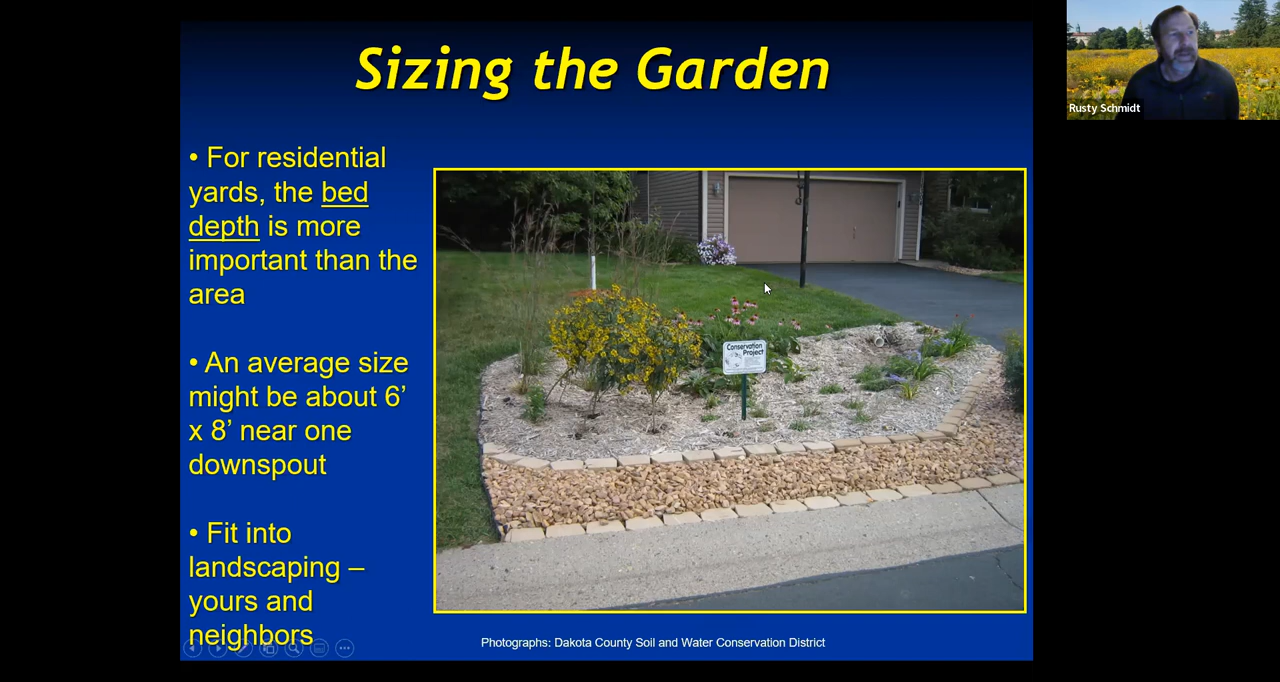 Sizing the Garden
Rusty Schmidt
• For residential
yards, the bed
depth is more
important than the
area
• An average size
might be about 6’
x 8’ near one
downspout
• Fit into
landscaping –
yours and
neighbors
Conservation
Project
Photographs: Dakota County Soil and Water Conservation District